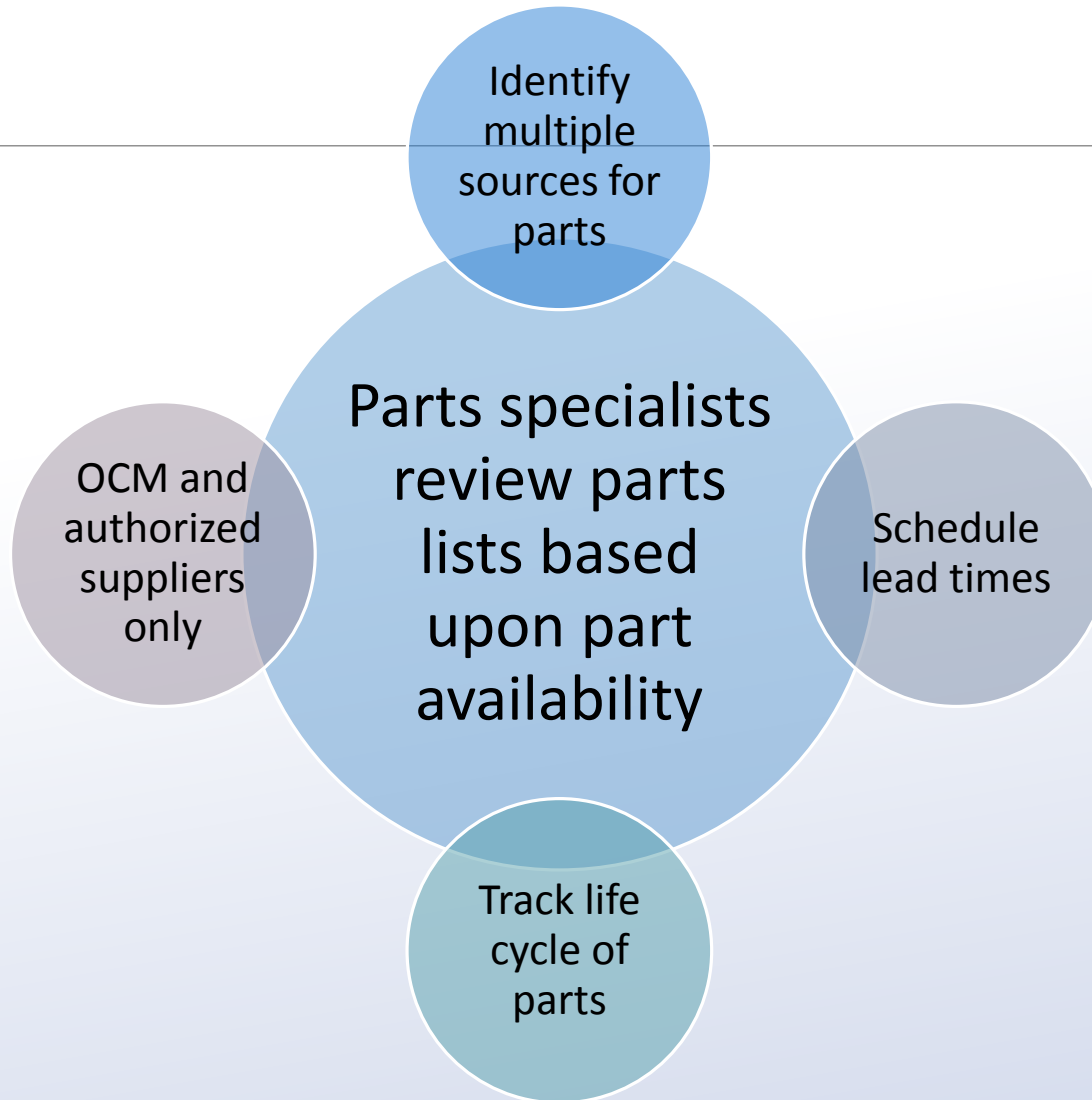 Identify
multiple
sources for
parts
Parts specialists
review parts
lists based
upon part
availability
OCM and
authorized
suppliers
only
Schedule
lead times
Track life
cycle of
parts